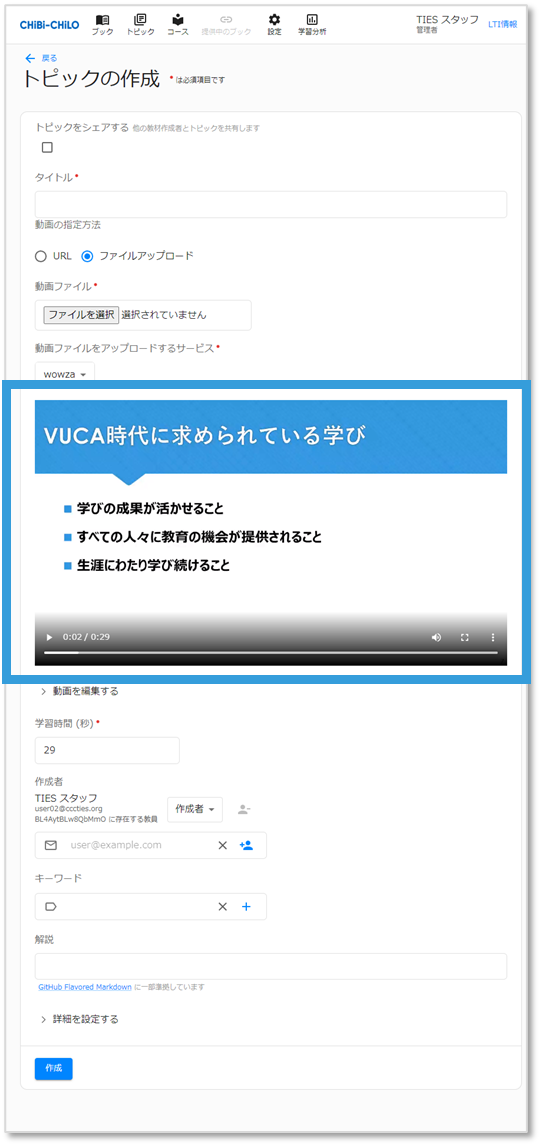 CHiBi-CHiLO
ブック
トピック
コース
提供中のブック
設定
学習分析
TIES スタッフ
管理者
LTI情報
戻る
トピックの作成 * は必須項目です
トピックをシェアする 他の教材作成者とトピックを共有します
タイトル *
動画の指定方法
URL ファイルアップロード
動画ファイル *
ファイルを選択 選択されていません
動画ファイルをアップロードするサービス *
wowza
VUCA時代に求められている学び
学びの成果が活かせること
すべての人々に教育の機会が提供されること
生涯にわたり学び続けること
0:02 / 0:29
動画を編集する
学習時間 (秒) *
29
作成者
TIES スタッフ
user02@cccties.org
BL4AytBLw8QbMmO に存在する教員
作成者
user@example.com
キーワード
解説
GitHub Flavored Markdown に一部準拠しています
詳細を設定する
作成